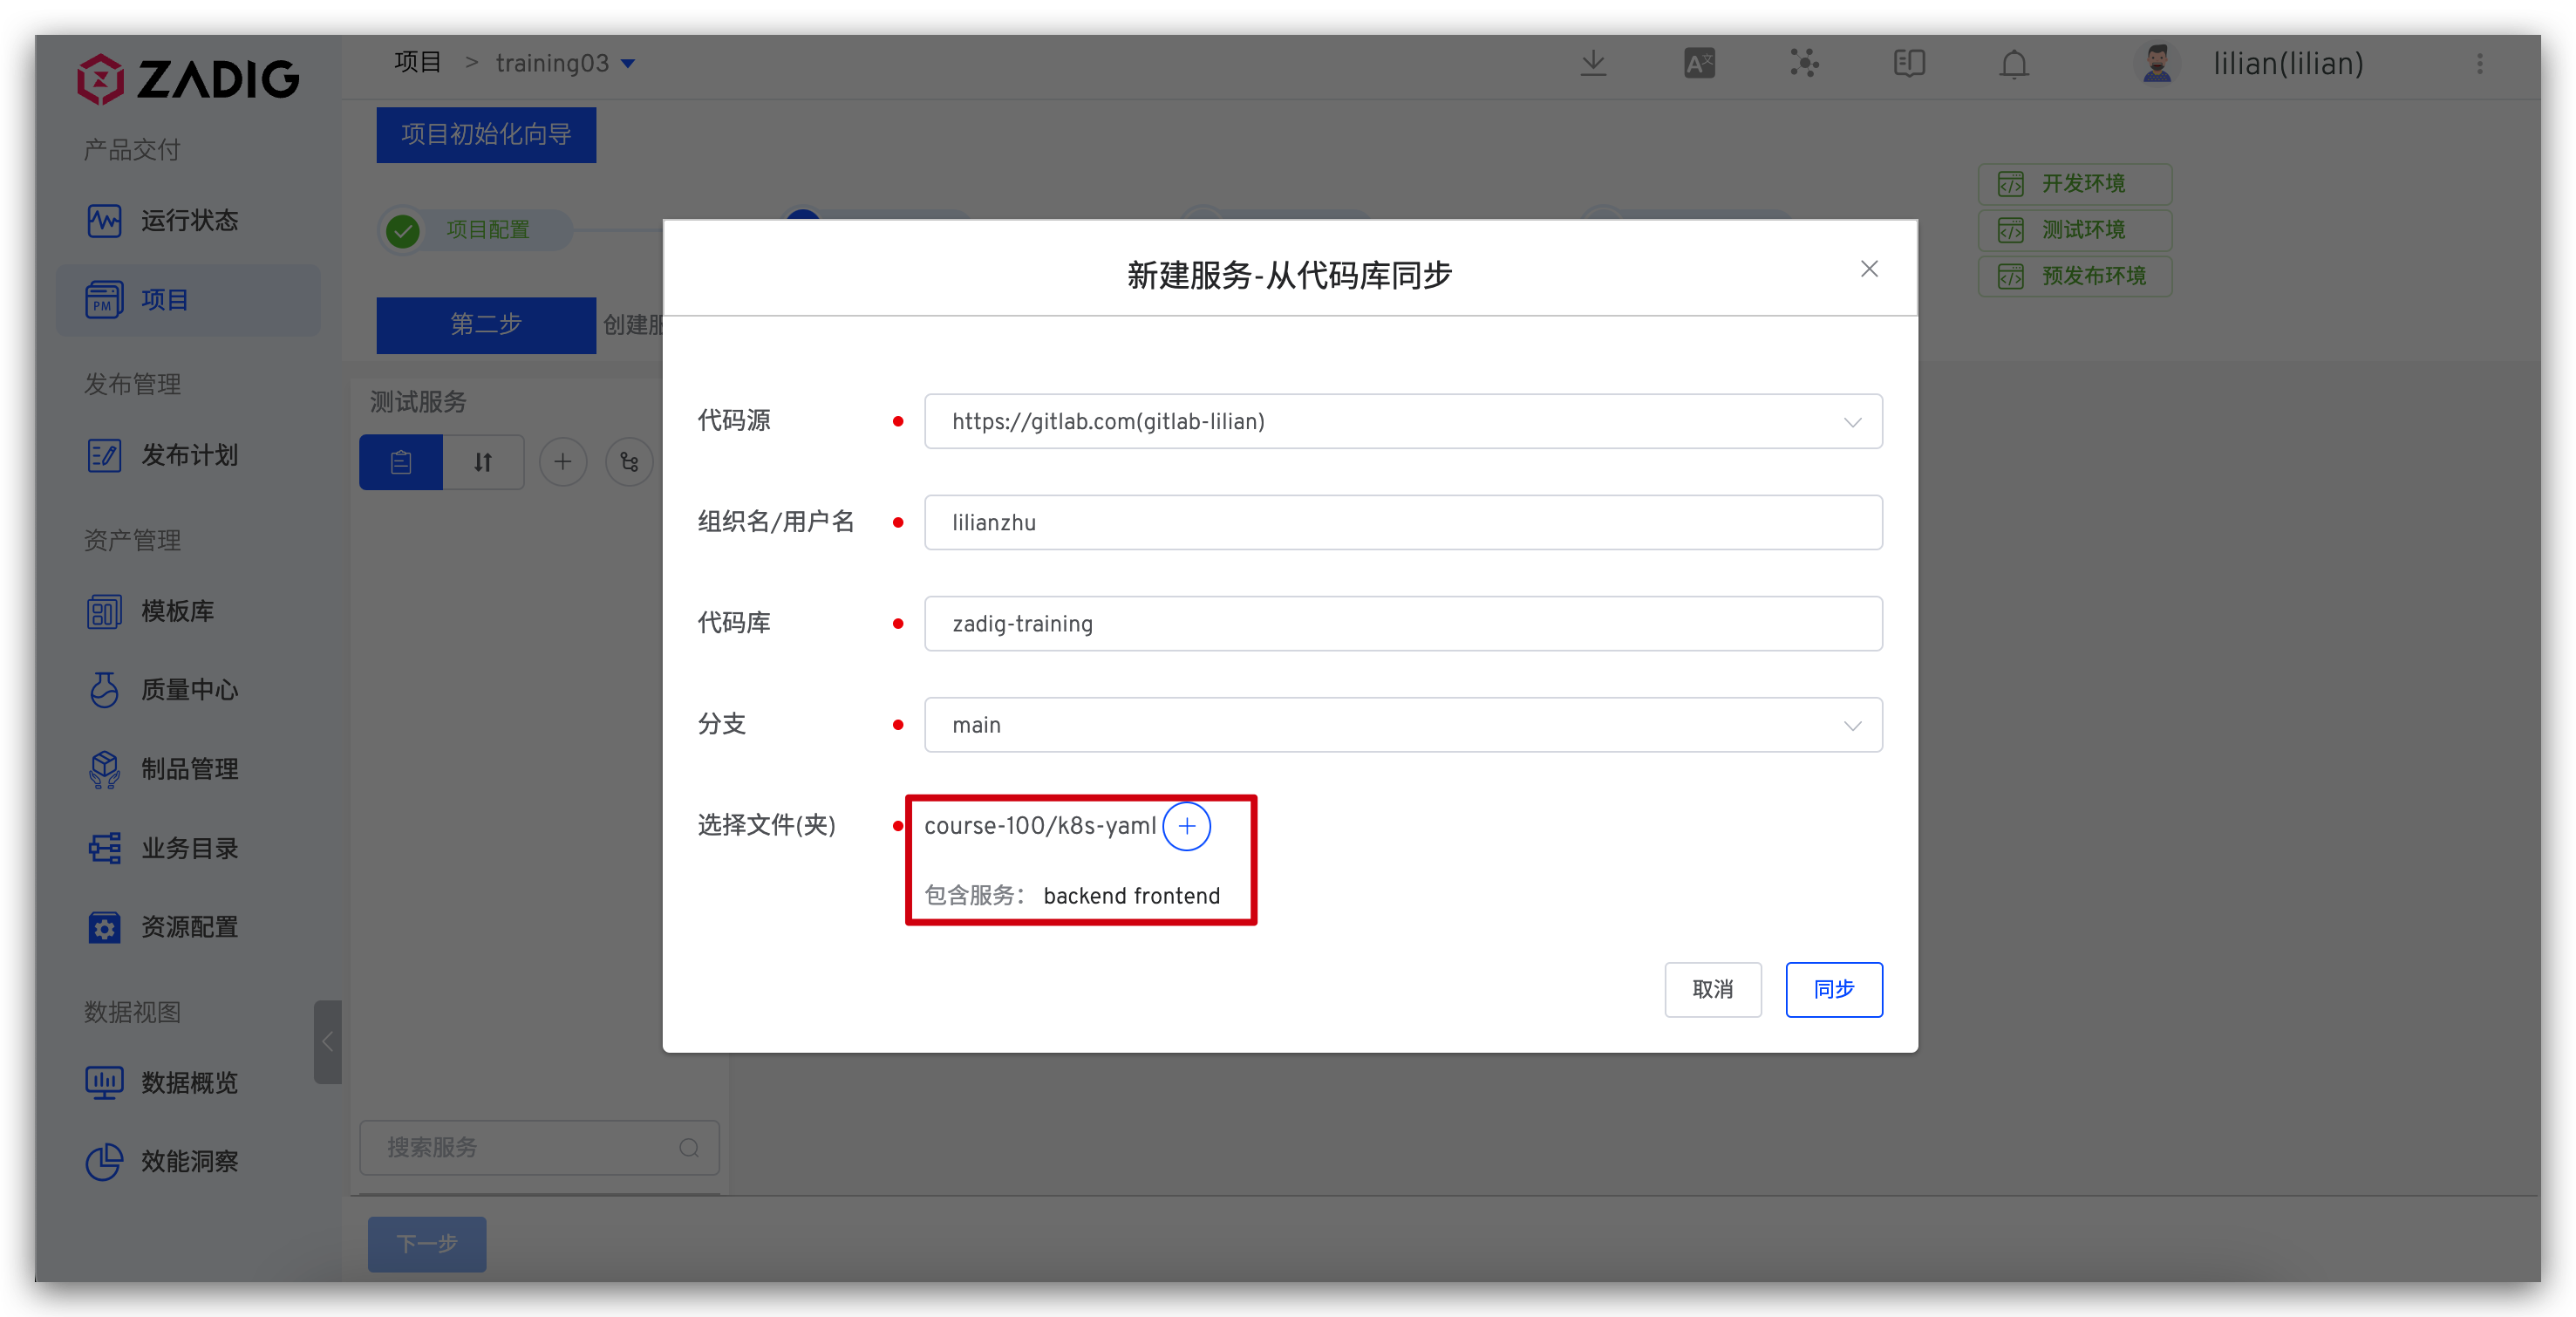 ZADIG
项目 > training03
lilian(lilian)
产品交付
运行状态
项目
发布管理
发布计划
资产管理
模板库
质量中心
制品管理
业务目录
资源配置
数据视图
数据概览
效能洞察
项目初始化向导
项目配置
开发环境
测试环境
预发布环境
第二步
创建服
测试服务
搜索服务
下一步
新建服务-从代码库同步
代码源 https://gitlab.com(gitlab-lilian)
组织名/用户名 lilianzhu
代码库 zadig-training
分支 main
选择文件(夹) course-100/k8s-yaml
包含服务： backend frontend
取消 同步